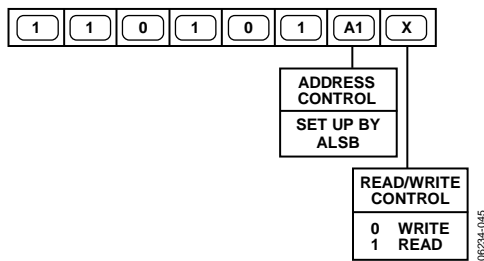 1 1 0 1 0 1 A1 X
ADDRESS
CONTROL
SET UP BY
ALSB
READ/WRITE
CONTROL
0 WRITE
1 READ
06234-045